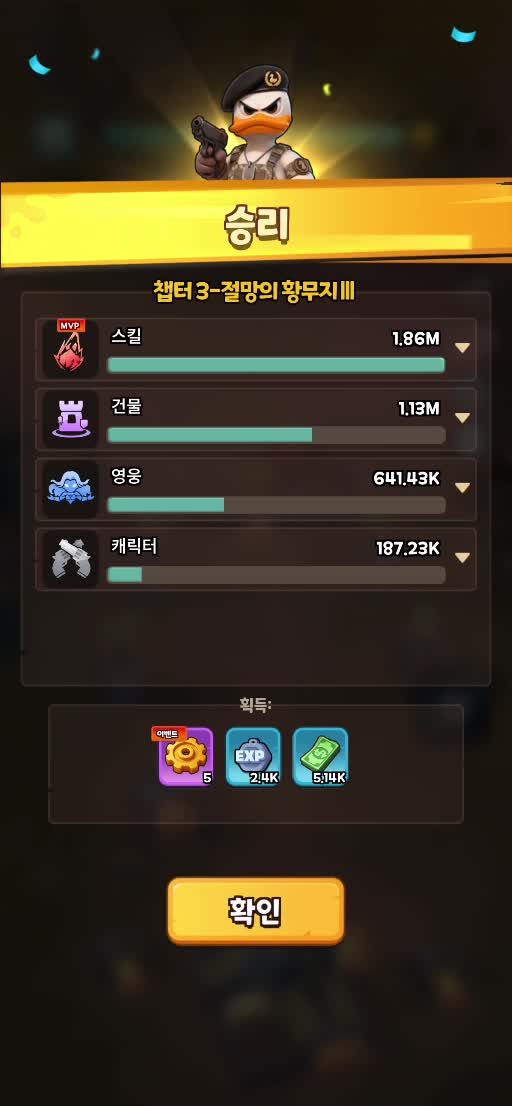 승리
챕터 3-절망의 황무지 III
MVP
스킬
1.86M
건물
1.13M
영웅
641.43K
캐릭터
187.23K
획득:
이벤트
5
EXP
2.4K
5.14K
확인